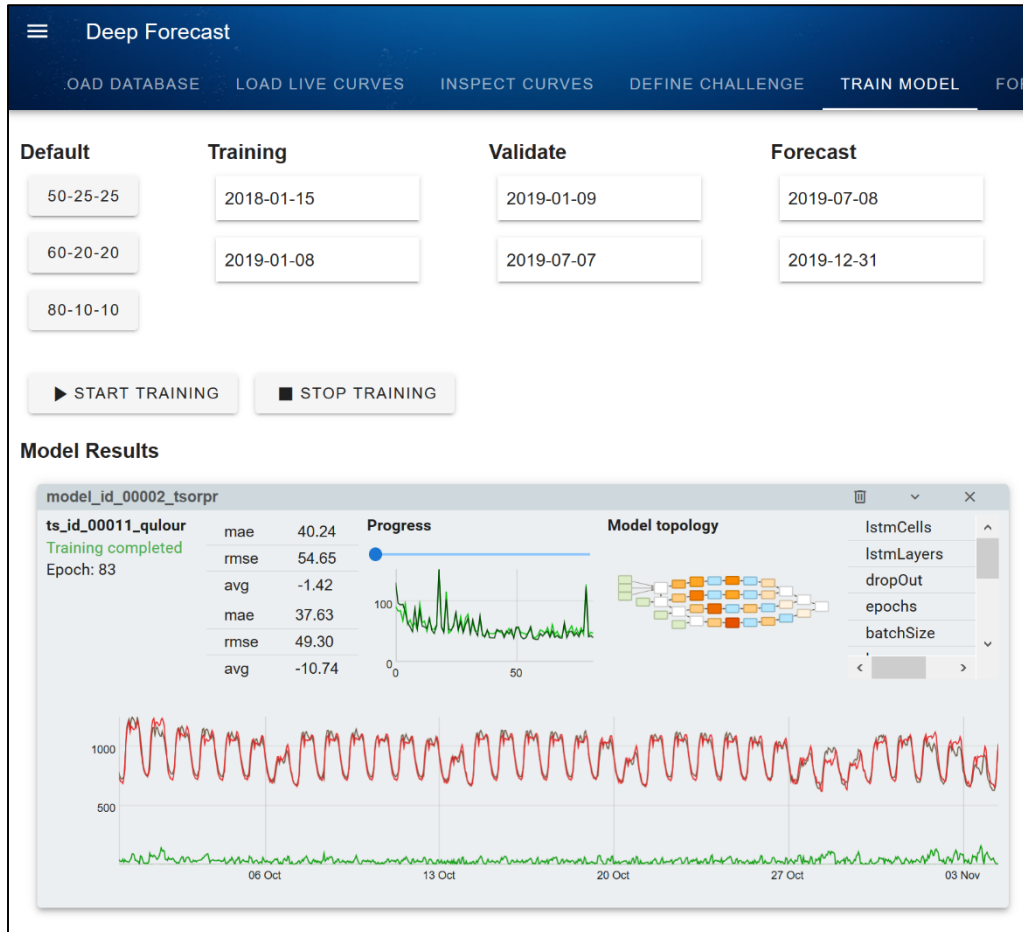 Deep Forecast
.OAD DATABASE LOAD LIVE CURVES INSPECT CURVES DEFINE CHALLENGE TRAIN MODEL FO
Default Training Validate Forecast
50-25-25 2018-01-15 2019-01-09 2019-07-08
60-20-20 2019-01-08 2019-07-07 2019-12-31
80-10-10
START TRAINING STOP TRAINING
Model Results
model_id_00002_tsorpr
ts_id_00011_qulour
Training completed
Epoch: 83
mae 40.24
rmse 54.65
avg -1.42
mae 37.63
rmse 49.30
avg -10.74
Progress
100
0
0 50
Model topology
lstmCells
lstmLayers
dropOut
epochs
batchSize
1000
500
06 Oct 13 Oct 20 Oct 27 Oct 03 Nov